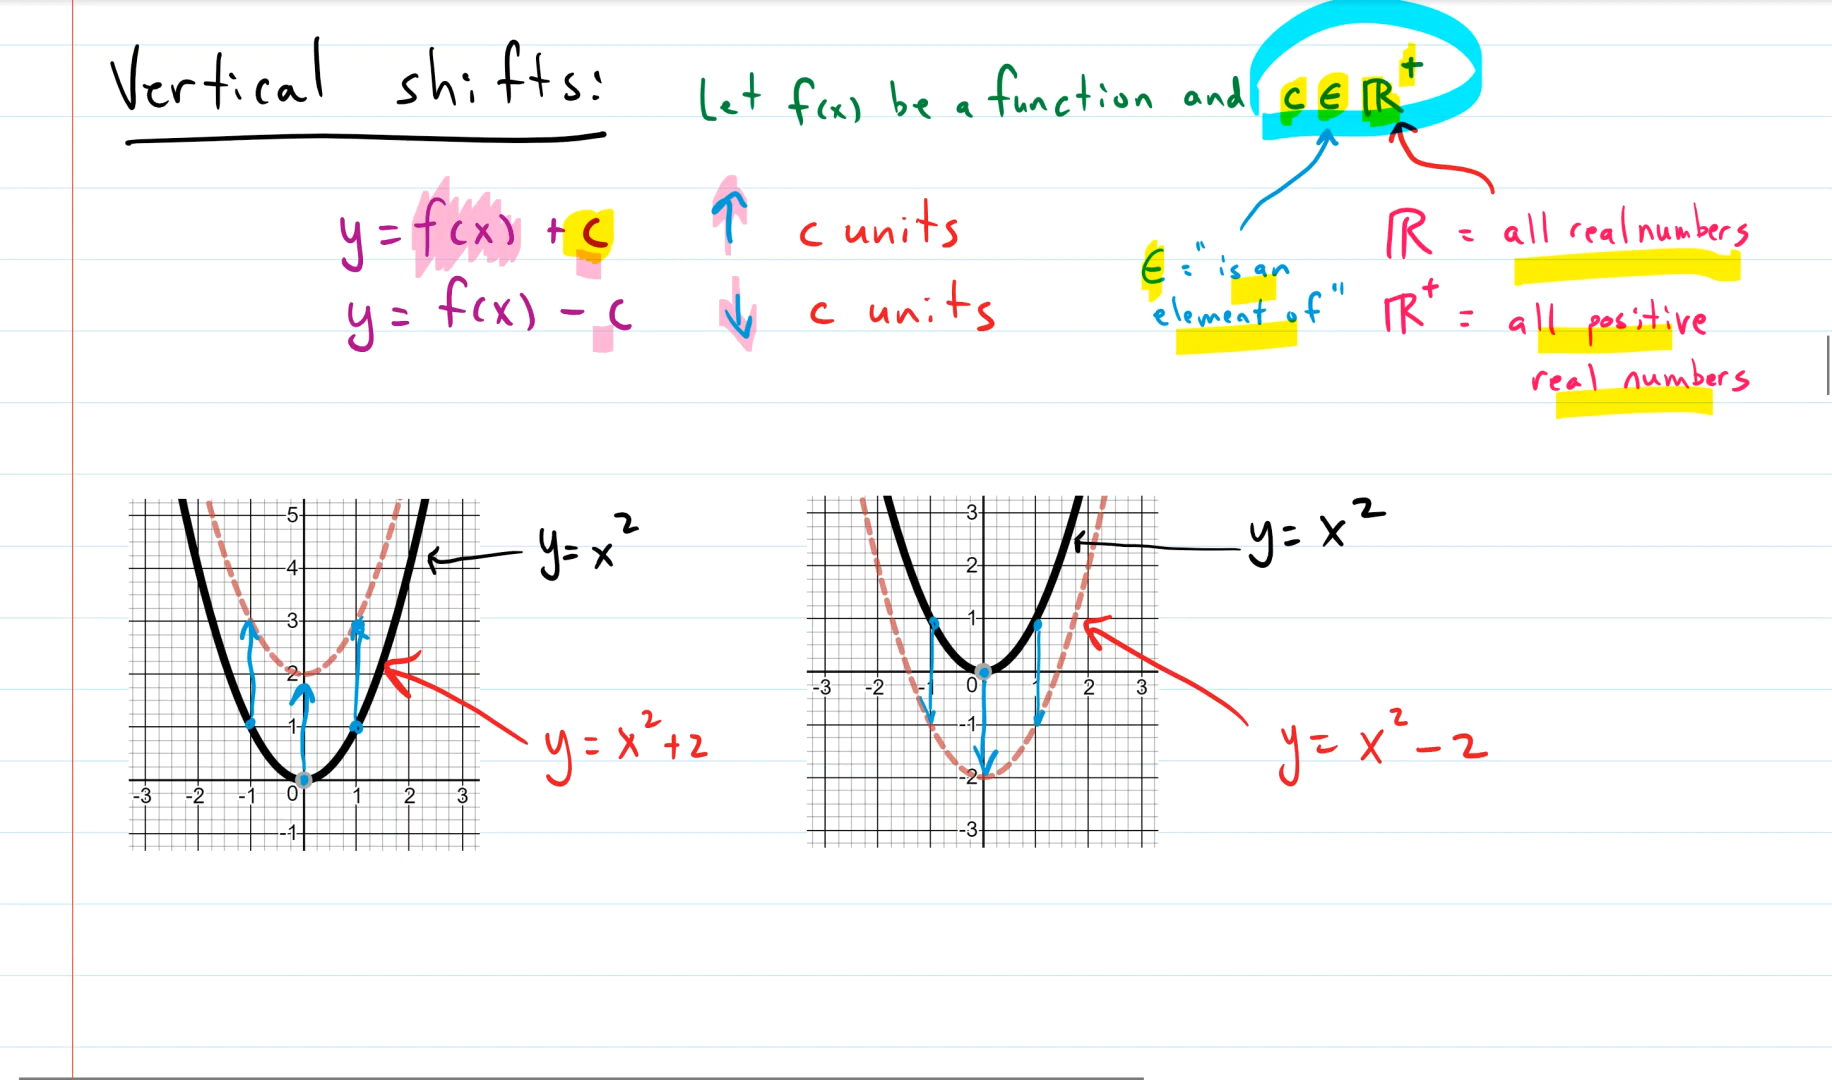 Vertical shifts:
Let f(x) be a function and c ∈ ℝ⁺
y = f(x) + c ↑ c units
y = f(x) - c ↓ c units
∈ = "is an
element of"
ℝ = all real numbers
ℝ⁺ = all positive
real numbers
5
4
3
2
1
-3 -2 -1 0 1 2 3
-1
y = x²
y = x² + 2
3
2
1
-3 -2 -1 0 1 2 3
-1
-2
-3
y = x²
y = x² - 2